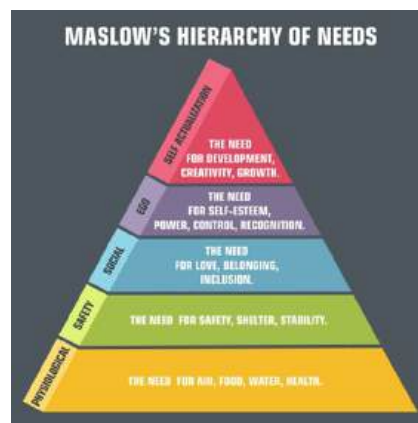 MASLOW'S HIERARCHY OF NEEDS
SELF ACTUALIZATION
THE NEED
FOR DEVELOPMENT,
CREATIVITY, GROWTH.
EGO
THE NEED
FOR SELF-ESTEEM,
POWER, CONTROL, RECOGNITION.
SOCIAL
THE NEED
FOR LOVE, BELONGING,
INCLUSION.
SAFETY
THE NEED FOR SAFETY, SHELTER, STABILITY.
PHYSIOLOGICAL
THE NEED FOR AIR, FOOD, WATER, HEALTH.